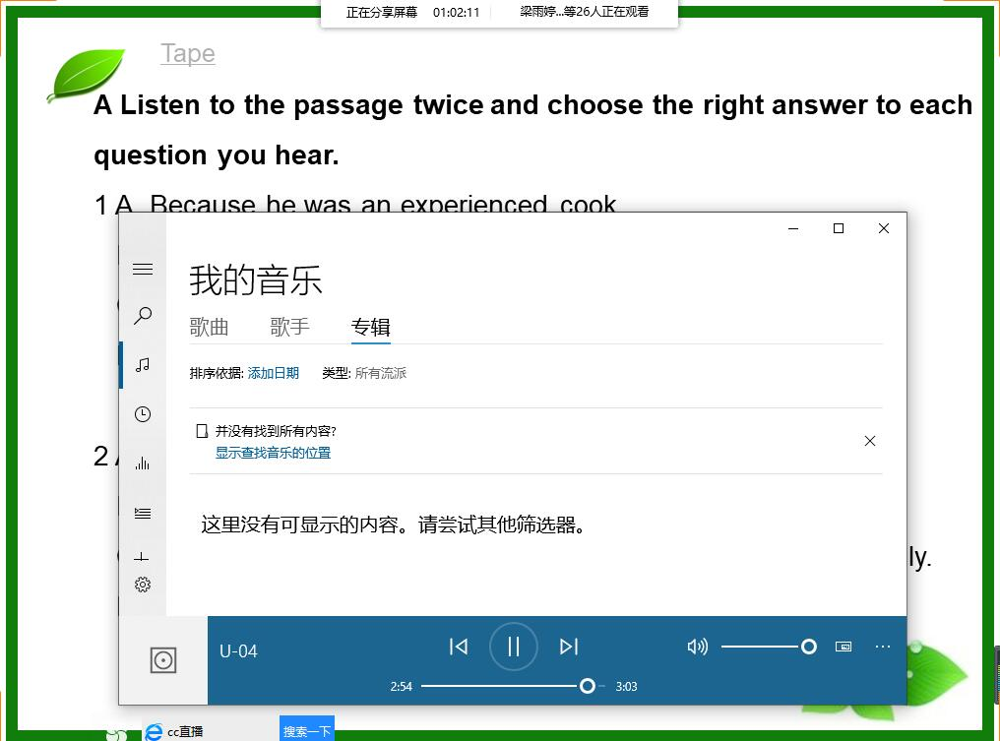 正在分享屏幕 01:02:11 梁雨婷...等26人正在观看
Tape
A Listen to the passage twice and choose the right answer to each
question you hear.
1 A. Because he was an experienced cook
我的音乐
歌曲 歌手 专辑
排序依据: 添加日期 类型: 所有流派
并没有找到所有内容?
显示查找音乐的位置
2
这里没有可显示的内容。请尝试其他筛选器。
ly.
U-04
2:54 3:03
cc直播 搜索一下